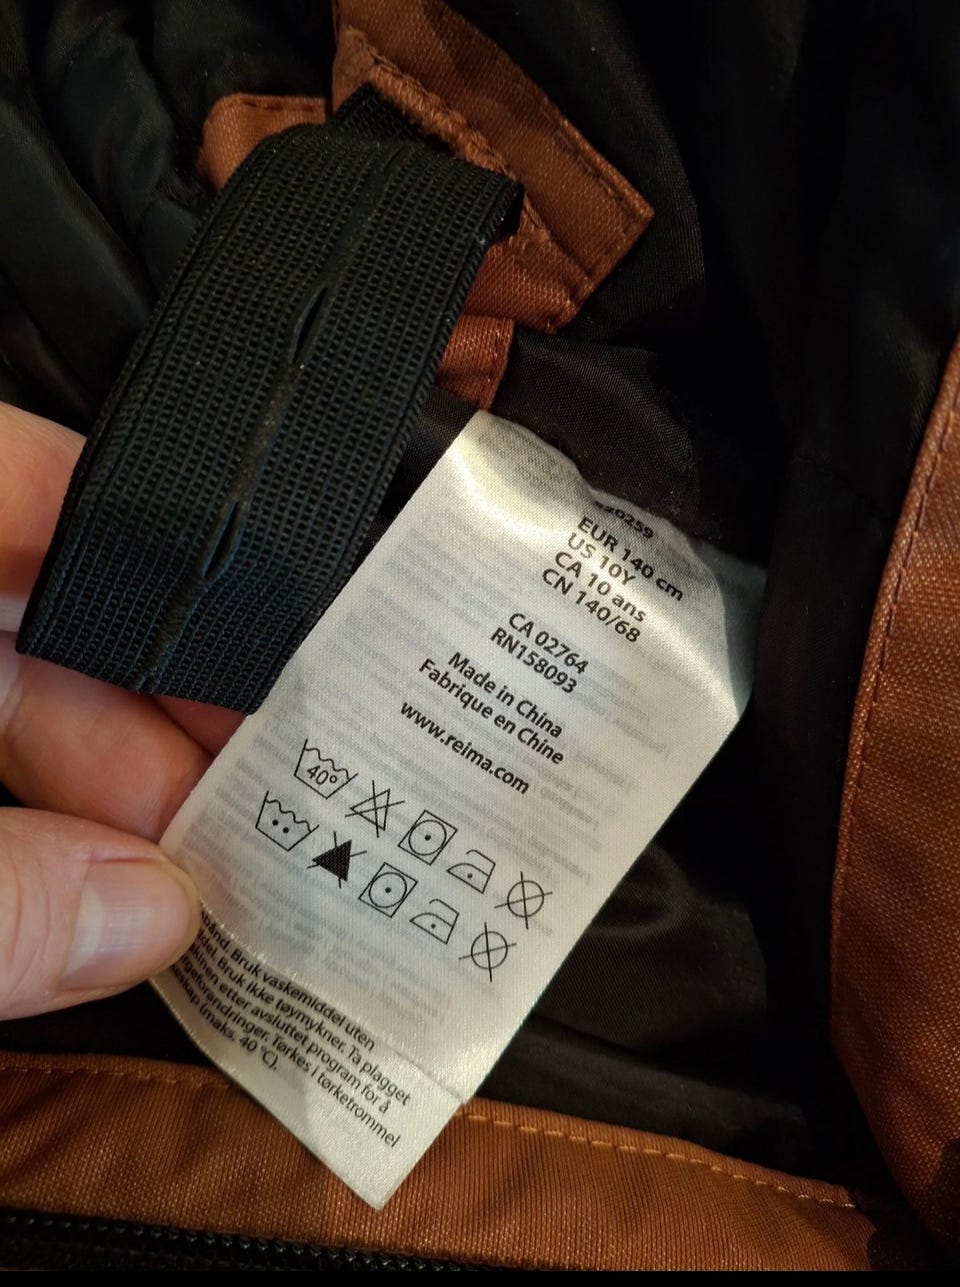 EUR 140 cm
US 10Y
CA 10 ans
CN 140/68
CA 02764
RN158093
Made in China
Fabrique en Chine
www.reima.com
40°
Bruk vaskemiddel uten
Bruk ikke tøymykner. Ta plagget
etter avsluttet program for å
Tørkes i tørketrommel
(maks. 40 °C).